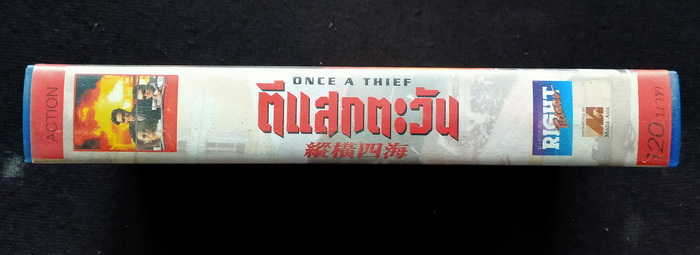 ACTION
ONCE A THIEF
ตีแสกตะวัน
縱橫四海
RIGHT
Media Asia
120 บาท